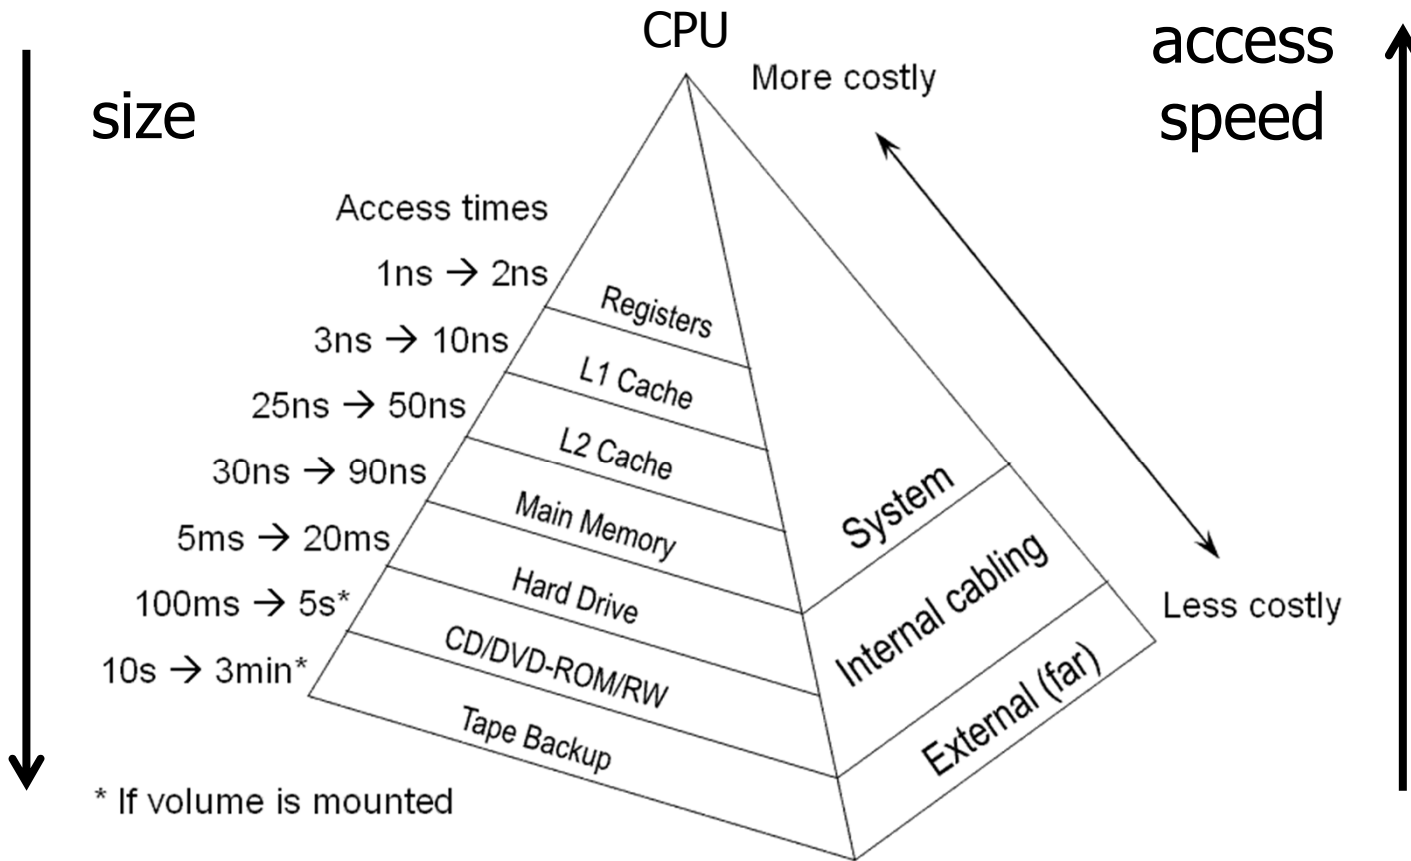 CPU
access
speed
More costly
size
Access times
1ns → 2ns
Registers
3ns → 10ns
L1 Cache
25ns → 50ns
L2 Cache
30ns → 90ns
Main Memory
5ms → 20ms
Hard Drive
100ms → 5s*
CD/DVD-ROM/RW
10s → 3min*
Tape Backup
System
Internal cabling
External (far)
Less costly
* If volume is mounted